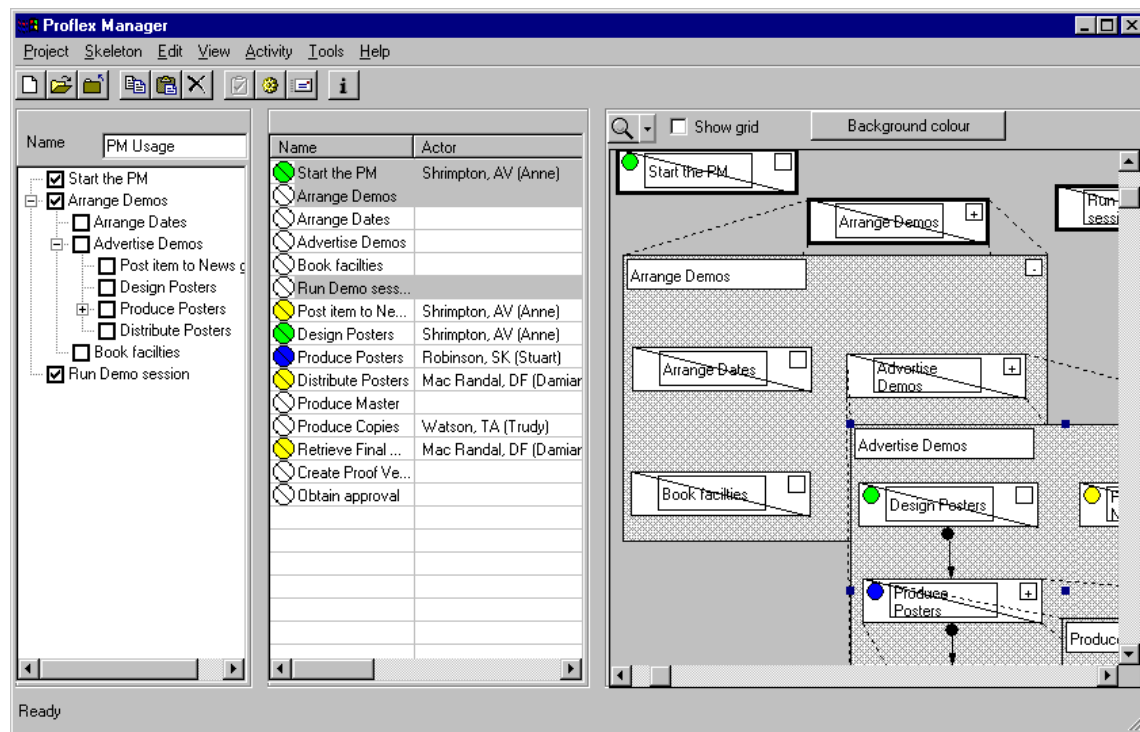 Proflex Manager
Project Skeleton Edit View Activity Tools Help
Name PM Usage
Start the PM
Arrange Demos
Arrange Dates
Advertise Demos
Post item to News g
Design Posters
Produce Posters
Distribute Posters
Book facilties
Run Demo session
Name Actor
Start the PM Shrimpton, AV (Anne)
Arrange Demos
Arrange Dates
Advertise Demos
Book facilties
Run Demo sess...
Post item to Ne... Shrimpton, AV (Anne)
Design Posters Shrimpton, AV (Anne)
Produce Posters Robinson, SK (Stuart)
Distribute Posters Mac Randal, DF (Damian
Produce Master
Produce Copies Watson, TA (Trudy)
Retrieve Final ... Mac Randal, DF (Damian
Create Proof Ve...
Obtain approval
Show grid Background colour
Start the PM
Run
sessi
Arrange Demos
Arrange Demos
Arrange Dates
Advertise
Demos
Advertise Demos
Book facilties
Design Posters
Produce
Posters
Produc
Ready